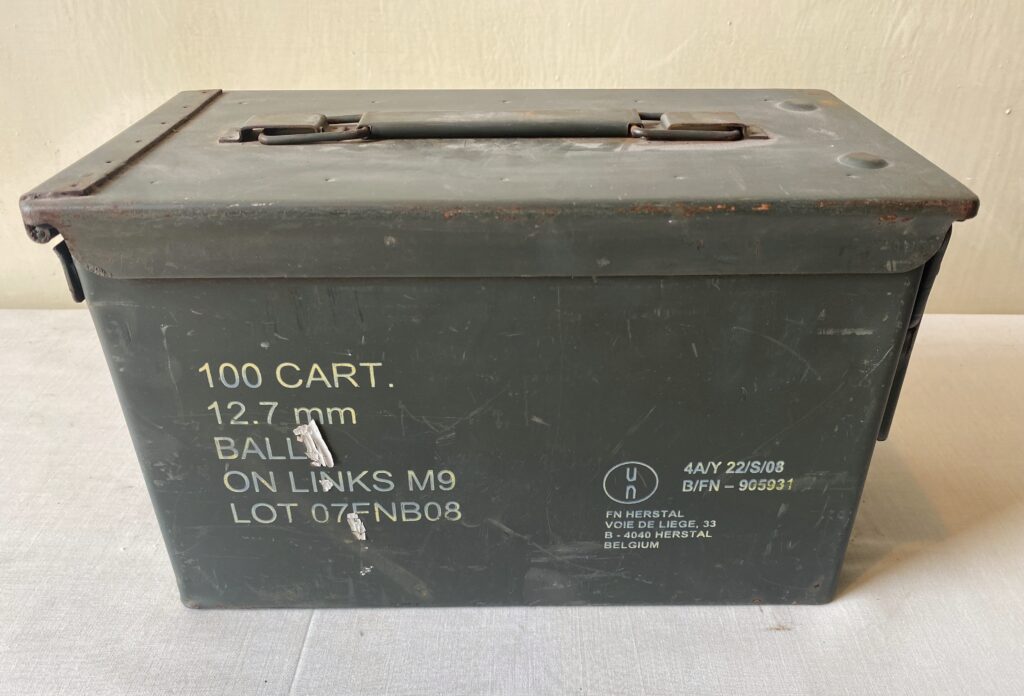 100 CART.
12.7 mm
BALL
ON LINKS M9
LOT 07FNB08
un
4A/Y 22/S/08
B/FN – 905931
FN HERSTAL
VOIE DE LIEGE, 33
B - 4040 HERSTAL
BELGIUM